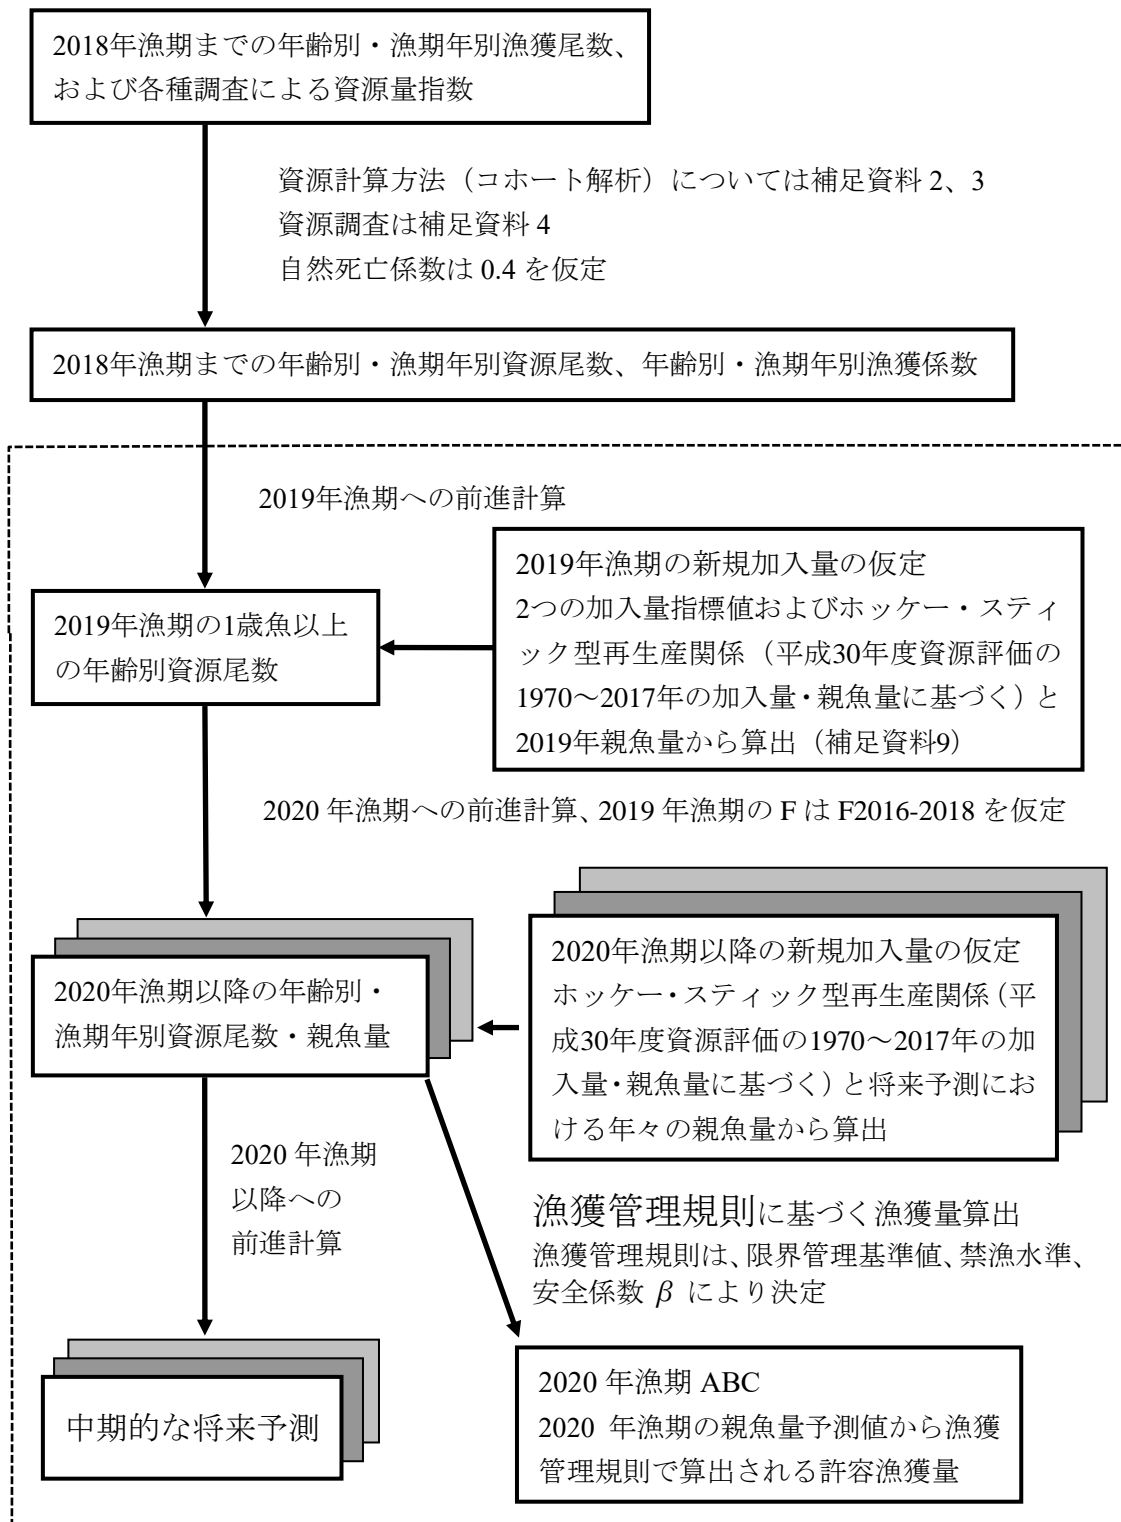 2018年漁期までの年齢別・漁期年別漁獲尾数、
および各種調査による資源量指数
資源計算方法（コホート解析）については補足資料 2、3
資源調査は補足資料 4
自然死亡係数は 0.4 を仮定
2018年漁期までの年齢別・漁期年別資源尾数、年齢別・漁期年別漁獲係数
2019年漁期への前進計算
2019年漁期の新規加入量の仮定
2つの加入量指標値およびホッケー・スティ
ック型再生産関係（平成30年度資源評価の
1970～2017年の加入量・親魚量に基づく）と
2019年親魚量から算出（補足資料9）
2019年漁期の1歳魚以上
の年齢別資源尾数
2020 年漁期への前進計算、2019 年漁期の F は F2016-2018 を仮定
2020年漁期以降の新規加入量の仮定
ホッケー・スティック型再生産関係（平
成30年度資源評価の1970～2017年の加
入量・親魚量に基づく）と将来予測にお
ける年々の親魚量から算出
2020年漁期以降の年齢別・
漁期年別資源尾数・親魚量
2020 年漁期
以降への
前進計算
漁獲管理規則に基づく漁獲量算出
漁獲管理規則は、限界管理基準値、禁漁水準、
安全係数 β により決定
中期的な将来予測
2020 年漁期 ABC
2020 年漁期の親魚量予測値から漁獲
管理規則で算出される許容漁獲量